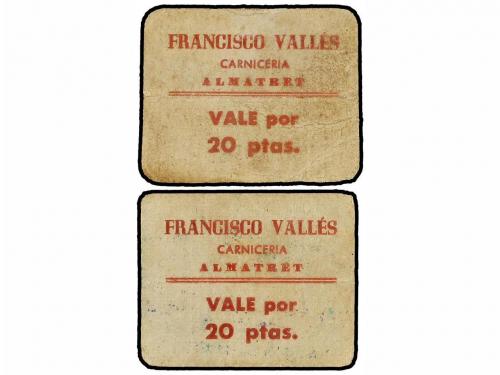 FRANCISCO VALLÉS
CARNICERIA
ALMATRET
VALE por
20 ptas.
FRANCISCO VALLÉS
CARNICERIA
ALMATRET
VALE por
20 ptas.